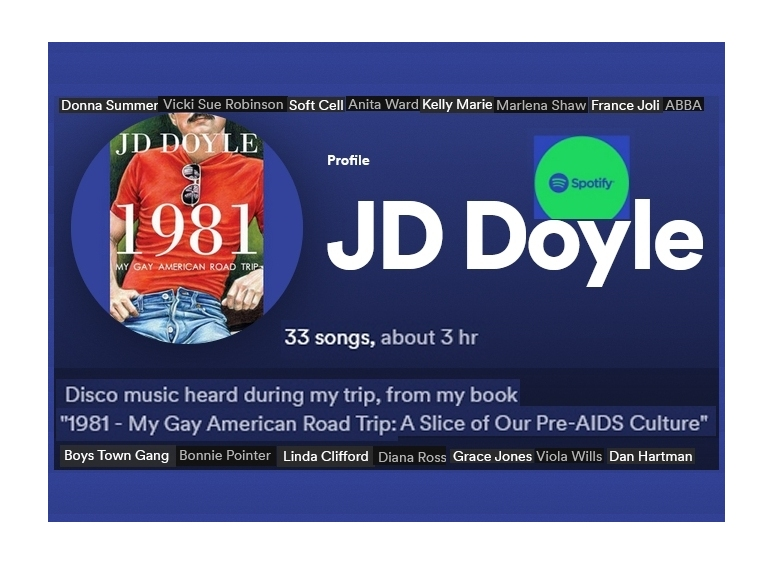 Donna Summer Vicki Sue Robinson Soft Cell Anita Ward Kelly Marie Marlena Shaw France Joli ABBA
JD DOYLE
1981
MY GAY AMERICAN ROAD TRIP
Profile
Spotify
JD Doyle
33 songs, about 3 hr
Disco music heard during my trip, from my book
"1981 - My Gay American Road Trip: A Slice of Our Pre-AIDS Culture"
Boys Town Gang Bonnie Pointer Linda Clifford Diana Ross Grace Jones Viola Wills Dan Hartman